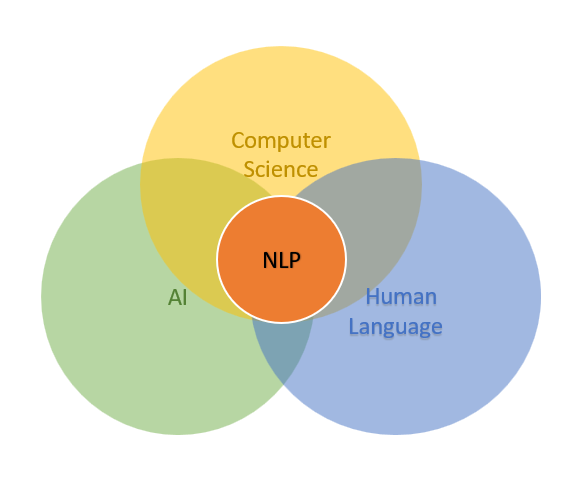 Computer
Science
NLP
AI
Human
Language